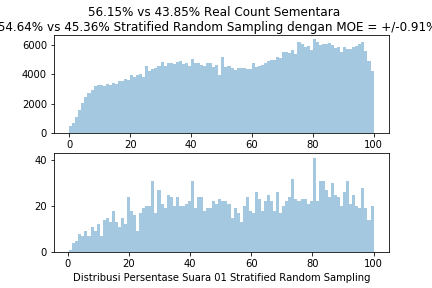 56.15% vs 43.85% Real Count Sementara
54.64% vs 45.36% Stratified Random Sampling dengan MOE = +/-0.91%
6000
4000
2000
0
0 20 40 60 80 100
40
20
0
0 20 40 60 80 100
Distribusi Persentase Suara 01 Stratified Random Sampling